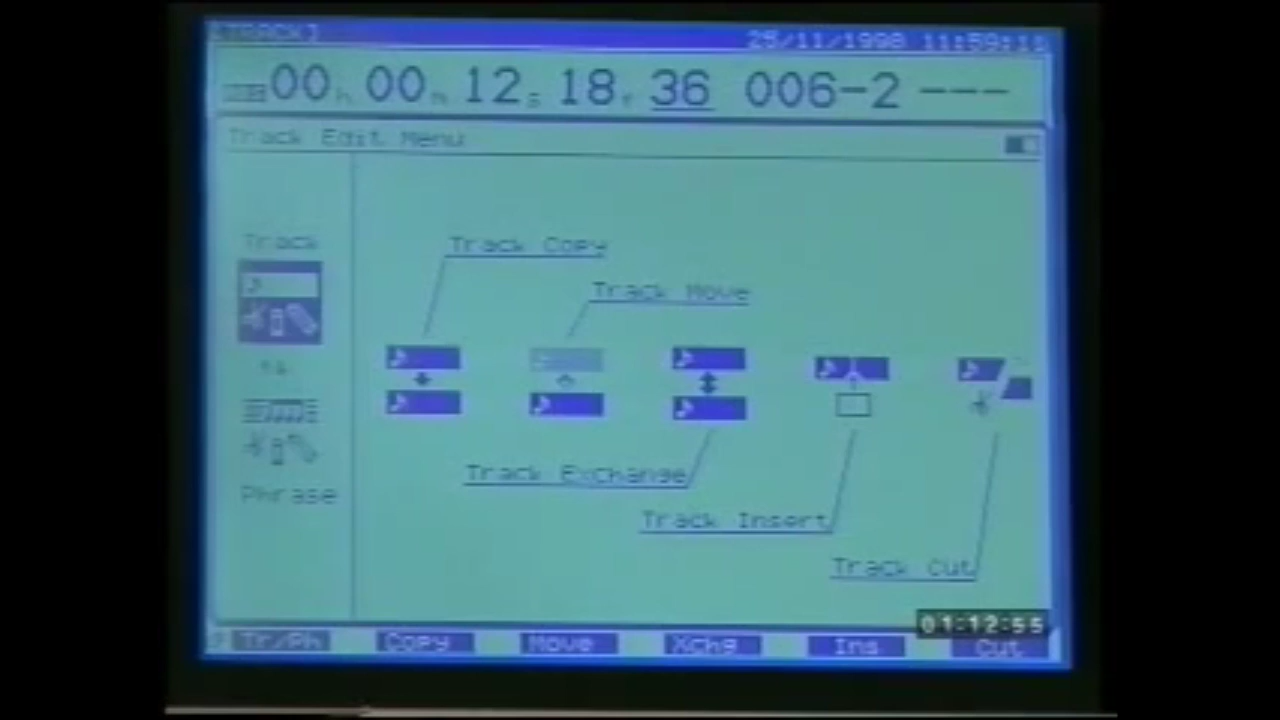 [TRACK] 25/11/1998 11:59:11
00h 00m 12s 18f 36 006-2 ---
Track Edit Menu
Track
Track Copy
Track Move
Phrase
Track Exchange
Track Insert
Track Cut
01:12:55
Tr/Ph Copy Move Xchg Ins Cut